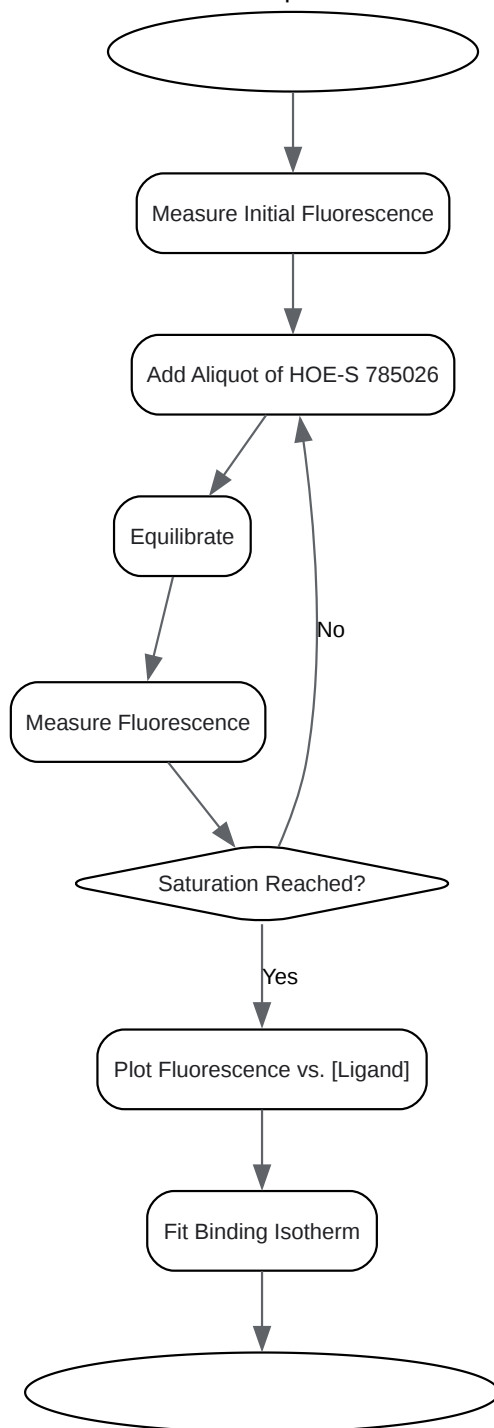 Measure Initial Fluorescence
Add Aliquot of HOE-S 785026
Equilibrate
No
Measure Fluorescence
Saturation Reached?
Yes
Plot Fluorescence vs. [Ligand]
Fit Binding Isotherm